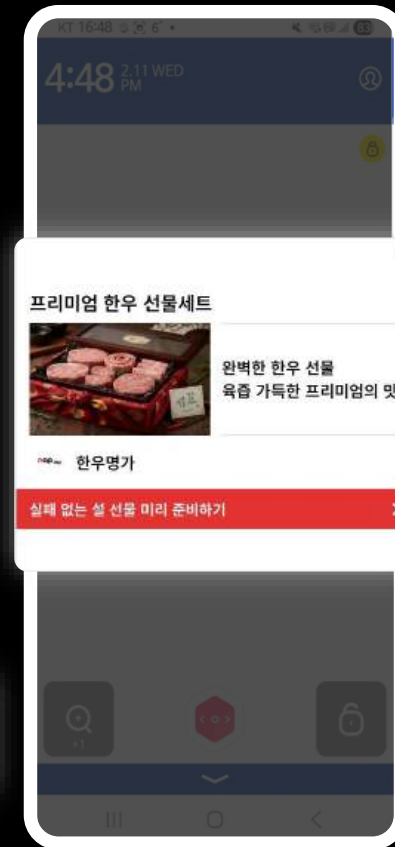 KT 16:48
83
4:48
2.11 WED
PM
프리미엄 한우 선물세트
완벽한 한우 선물
육즙 가득한 프리미엄의 맛
한우명가
실패 없는 설 선물 미리 준비하기
+1